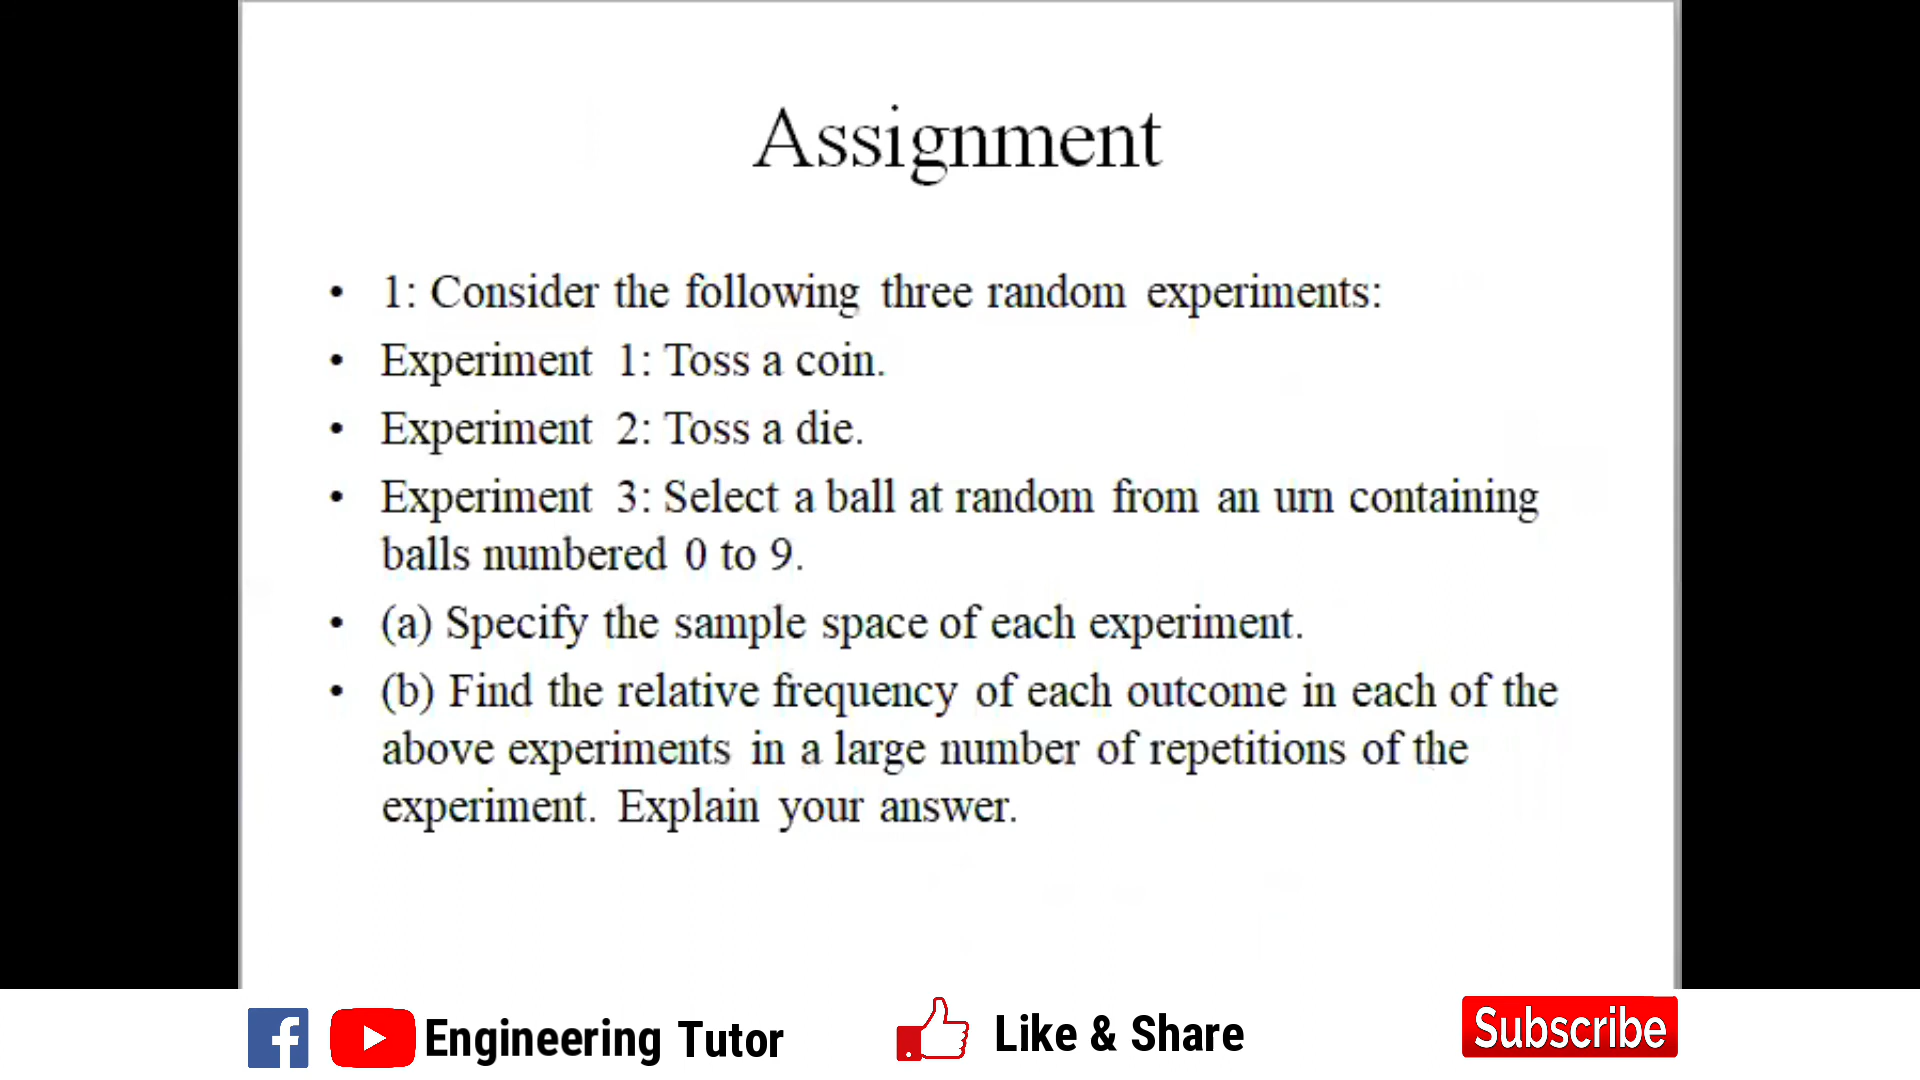 Assignment
• 1: Consider the following three random experiments:
• Experiment 1: Toss a coin.
• Experiment 2: Toss a die.
• Experiment 3: Select a ball at random from an urn containing
balls numbered 0 to 9.
• (a) Specify the sample space of each experiment.
• (b) Find the relative frequency of each outcome in each of the
above experiments in a large number of repetitions of the
experiment. Explain your answer.
Engineering Tutor
Like & Share
Subscribe